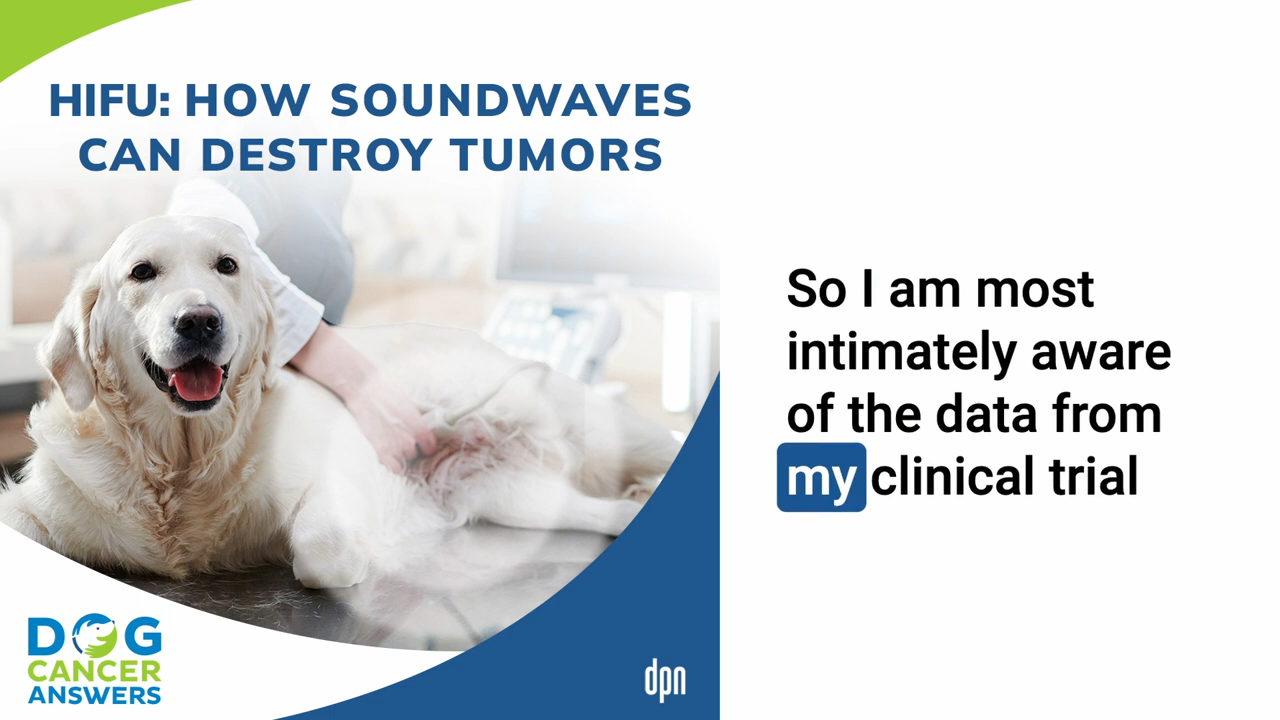 HIFU: HOW SOUNDWAVES
CAN DESTROY TUMORS
So I am most
intimately aware
of the data from
my clinical trial
DOG
CANCER
ANSWERS
dpn